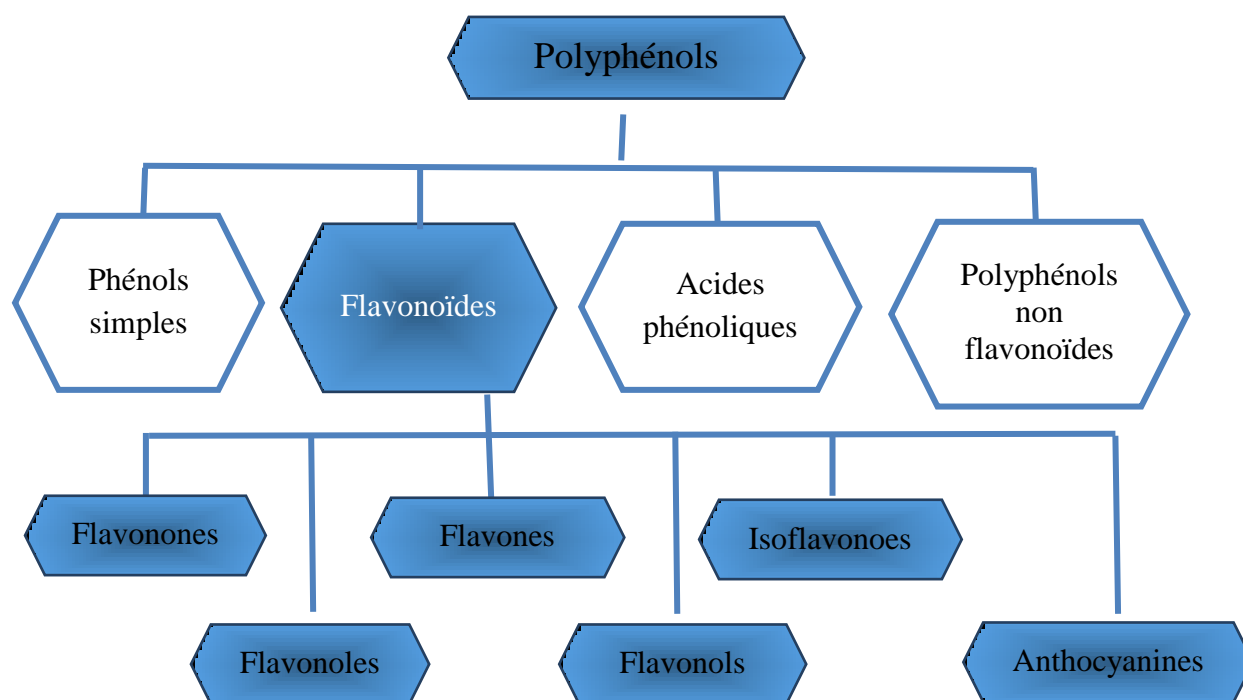 Polyphénols
Phénols
simples
Flavonoïdes
Acides
phénoliques
Polyphénols
non
flavonoïdes
Flavonones
Flavones
Isoflavonoes
Flavonoles
Flavonols
Anthocyanines